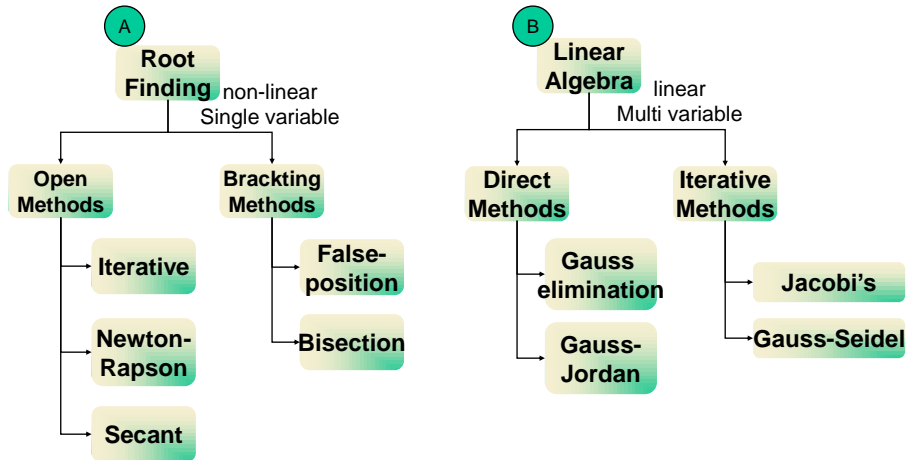 A
Root
Finding
non-linear
Single variable
Open
Methods
Brackting
Methods
Iterative
Newton-
Rapson
Secant
False-
position
Bisection
B
Linear
Algebra
linear
Multi variable
Direct
Methods
Iterative
Methods
Gauss
elimination
Gauss-
Jordan
Jacobi’s
Gauss-Seidel